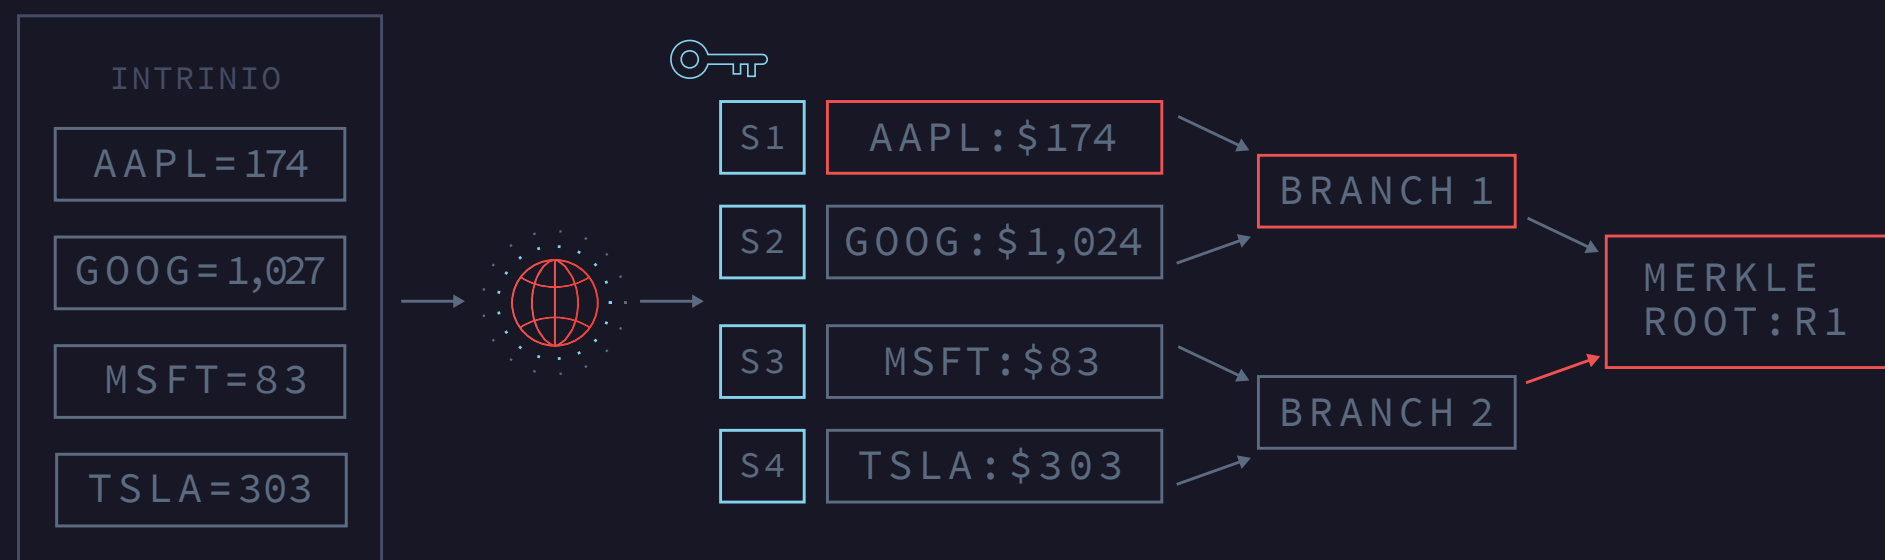 INTRINIO
AAPL=174
GOOG=1,027
MSFT=83
TSLA=303
S1 AAPL:$174
S2 GOOG:$1,024
S3 MSFT:$83
S4 TSLA:$303
BRANCH 1
BRANCH 2
MERKLE
ROOT:R1